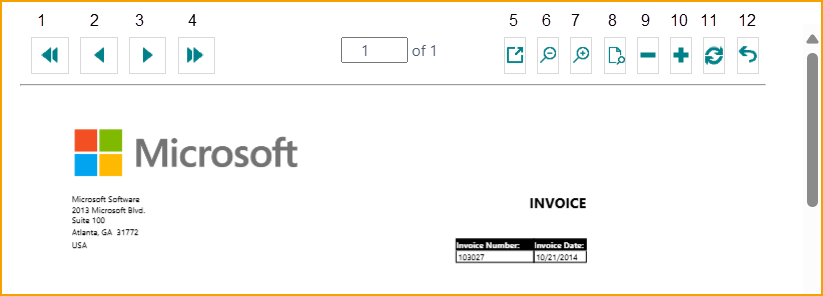 1 2 3 4 5 6 7 8 9 10 11 12
1 of 1
Microsoft
Microsoft Software
2013 Microsoft Blvd.
Suite 100
Atlanta, GA 31772
USA
INVOICE
Invoice Number: Invoice Date:
103027 10/21/2014